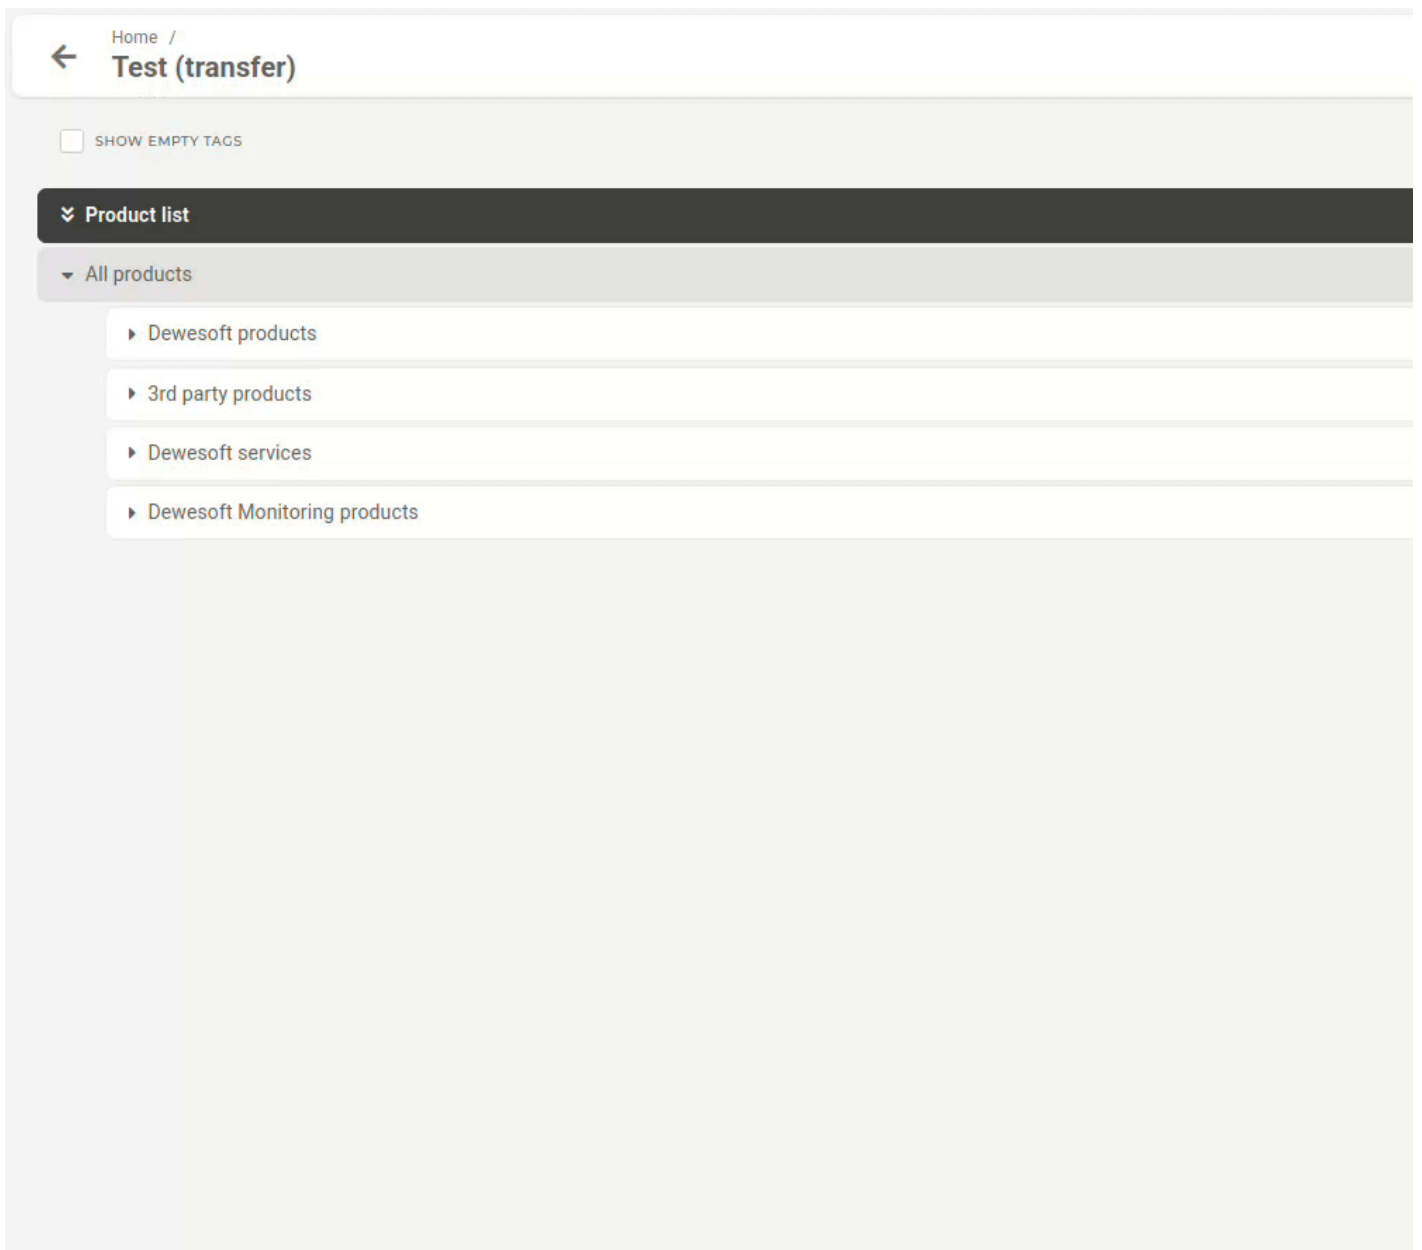 Home /
Test (transfer)
SHOW EMPTY TAGS
Product list
All products
Dewesoft products
3rd party products
Dewesoft services
Dewesoft Monitoring products